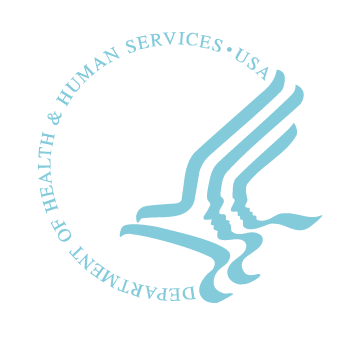 DEPARTMENT OF HEALTH & HUMAN SERVICES • USA